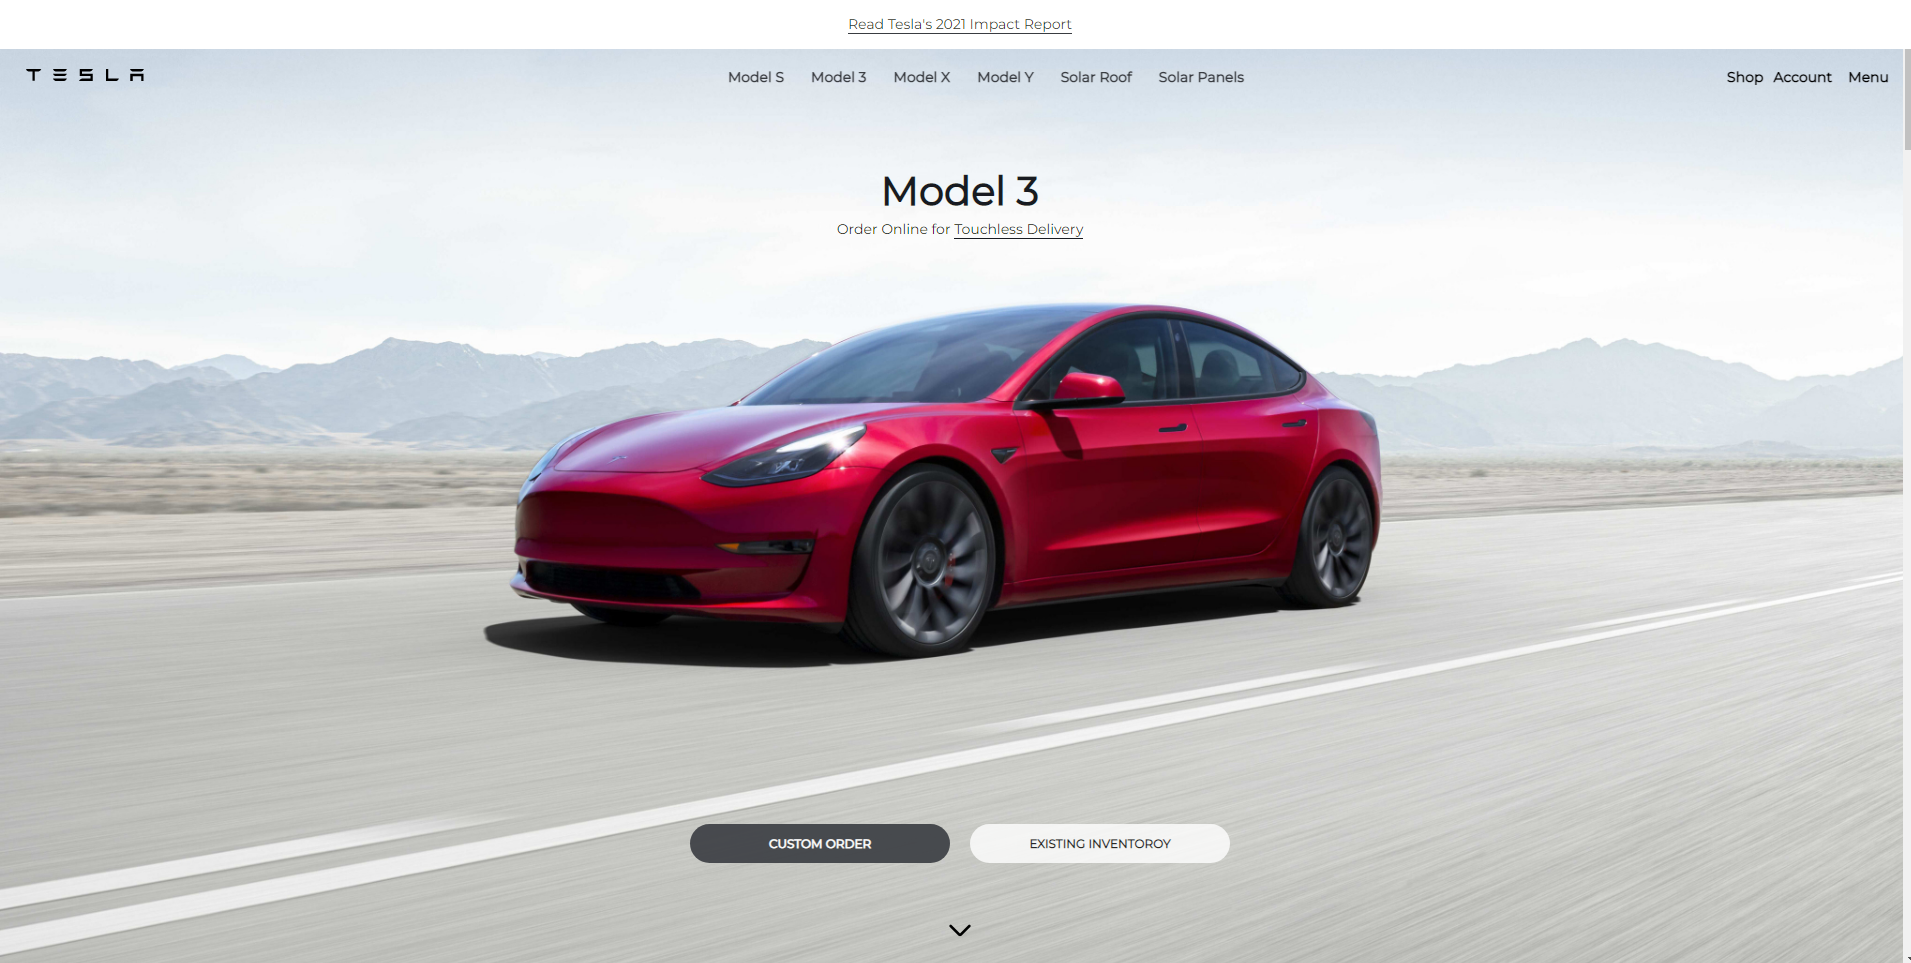 Read Tesla's 2021 Impact Report
TESLA Model S Model 3 Model X Model Y Solar Roof Solar Panels Shop Account Menu
Model 3
Order Online for Touchless Delivery
CUSTOM ORDER EXISTING INVENTOROY